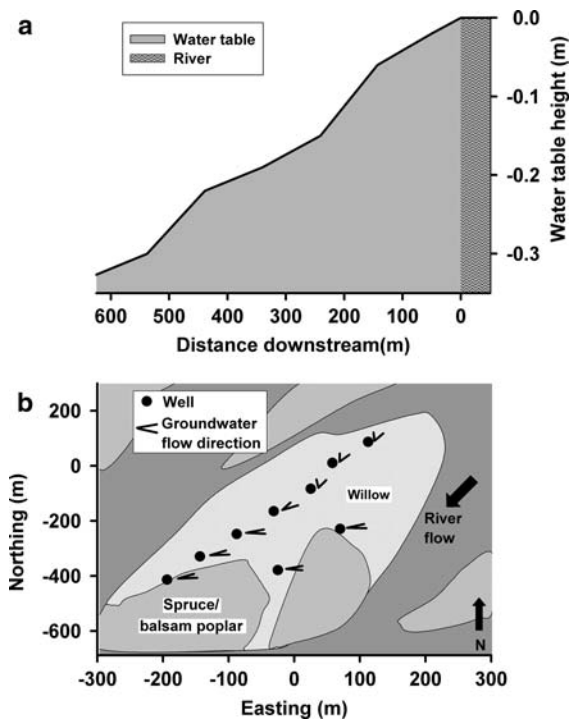 a
Water table
River
0.0
-0.1
-0.2
-0.3
Water table height (m)
600 500 400 300 200 100 0
Distance downstream(m)
b
Well
Groundwater
flow direction
200
0
-200
-400
-600
Northing (m)
Willow
River
flow
Spruce/
balsam poplar
N
-300 -200 -100 0 100 200 300
Easting (m)